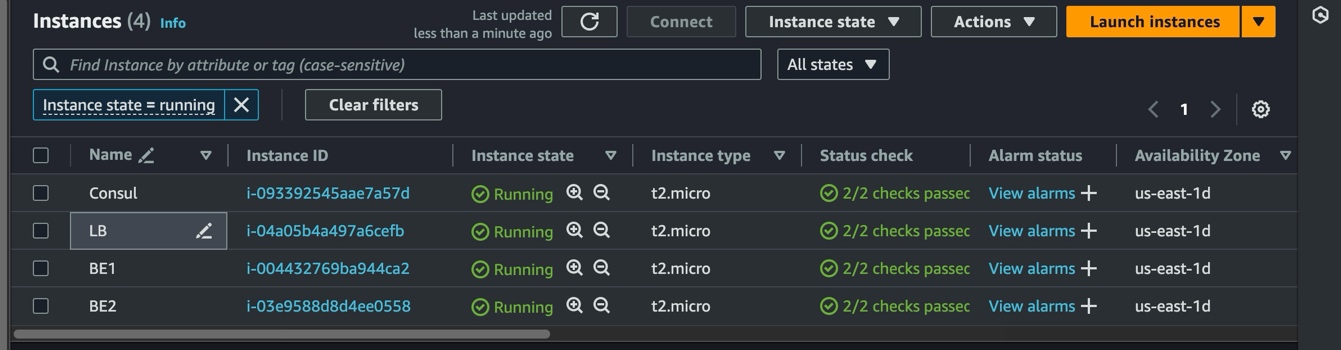 Instances (4) Info
Last updated
less than a minute ago
Connect
Instance state
Actions
Launch instances
Find Instance by attribute or tag (case-sensitive)
All states
Instance state = running
Clear filters
1
Name Instance ID Instance state Instance type Status check Alarm status Availability Zone
Consul i-093392545aae7a57d Running t2.micro 2/2 checks passec View alarms + us-east-1d
LB i-04a05b4a497a6cefb Running t2.micro 2/2 checks passec View alarms + us-east-1d
BE1 i-004432769ba944ca2 Running t2.micro 2/2 checks passec View alarms + us-east-1d
BE2 i-03e9588d8d4ee0558 Running t2.micro 2/2 checks passec View alarms + us-east-1d